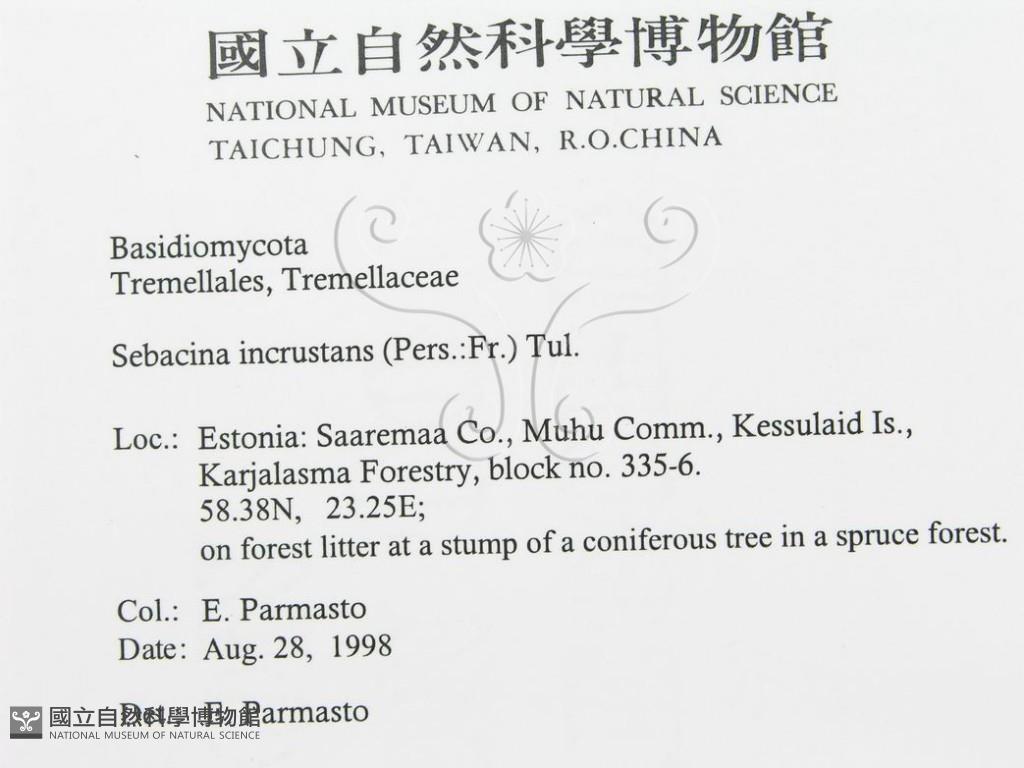 國立自然科學博物館
NATIONAL MUSEUM OF NATURAL SCIENCE
TAICHUNG, TAIWAN, R.O.CHINA
Basidiomycota
Tremellales, Tremellaceae
Sebacina incrustans (Pers.:Fr.) Tul.
Loc.: Estonia: Saaremaa Co., Muhu Comm., Kessulaid Is.,
Karjalasma Forestry, block no. 335-6.
58.38N, 23.25E;
on forest litter at a stump of a coniferous tree in a spruce forest.
Col.: E. Parmasto
Date: Aug. 28, 1998
Det.: E. Parmasto
國立自然科學博物館
NATIONAL MUSEUM OF NATURAL SCIENCE